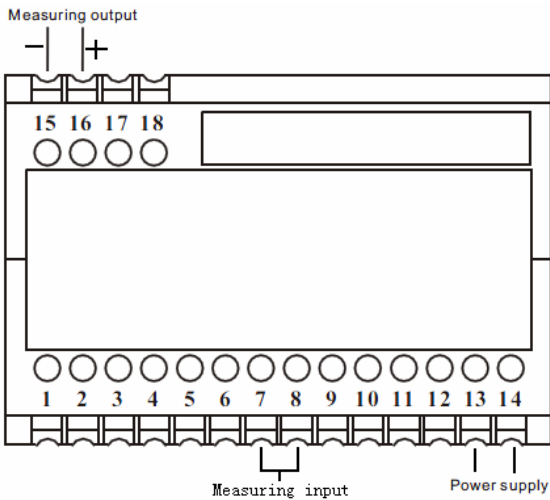 Measuring output
− +
15 16 17 18
1 2 3 4 5 6 7 8 9 10 11 12 13 14
Measuring input
Power supply